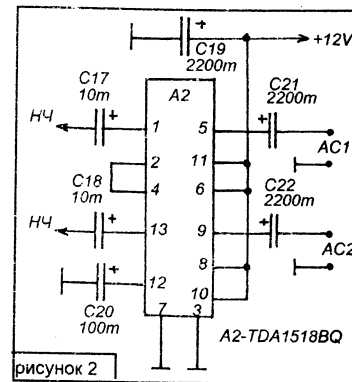 C19
2200m
+12V
C17
10m
A2
C21
2200m
НЧ
1
5
AC1
2
11
C18
10m
4
6
C22
2200m
НЧ
13
9
AC2
12
8
C20
100m
10
7
3
A2-TDA1518BQ
рисунок 2